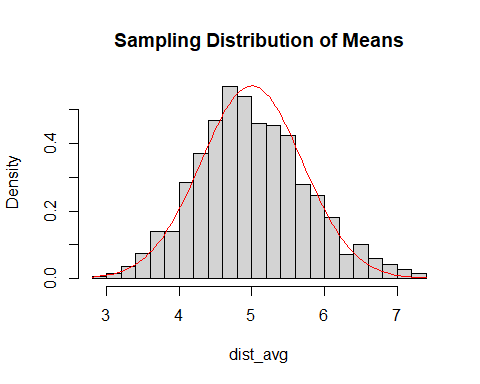 Sampling Distribution of Means
Density
0.4
0.2
0.0
3 4 5 6 7
dist_avg